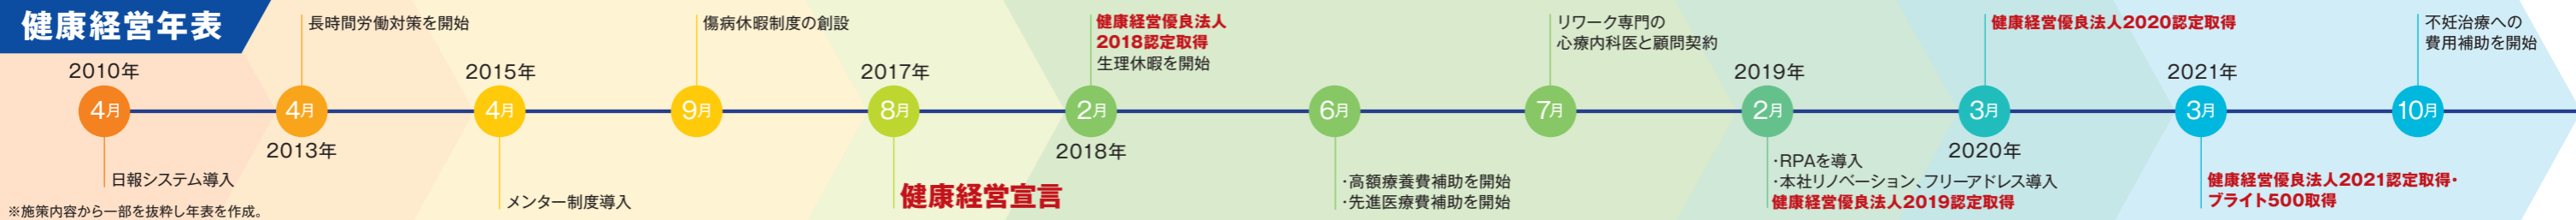 健康経営年表
2010年
4月
日報システム導入
※施策内容から一部を抜粋し年表を作成。
長時間労働対策を開始
4月
2013年
2015年
4月
メンター制度導入
傷病休暇制度の創設
9月
2017年
8月
健康経営宣言
健康経営優良法人
2018認定取得
生理休暇を開始
2月
2018年
6月
・高額療養費補助を開始
・先進医療費補助を開始
リワーク専門の
心療内科医と顧問契約
7月
2019年
2月
・RPAを導入
・本社リノベーション、フリーアドレス導入
健康経営優良法人2019認定取得
健康経営優良法人2020認定取得
3月
2020年
2021年
3月
健康経営優良法人2021認定取得・
ブライト500取得
不妊治療への
費用補助を開始
10月